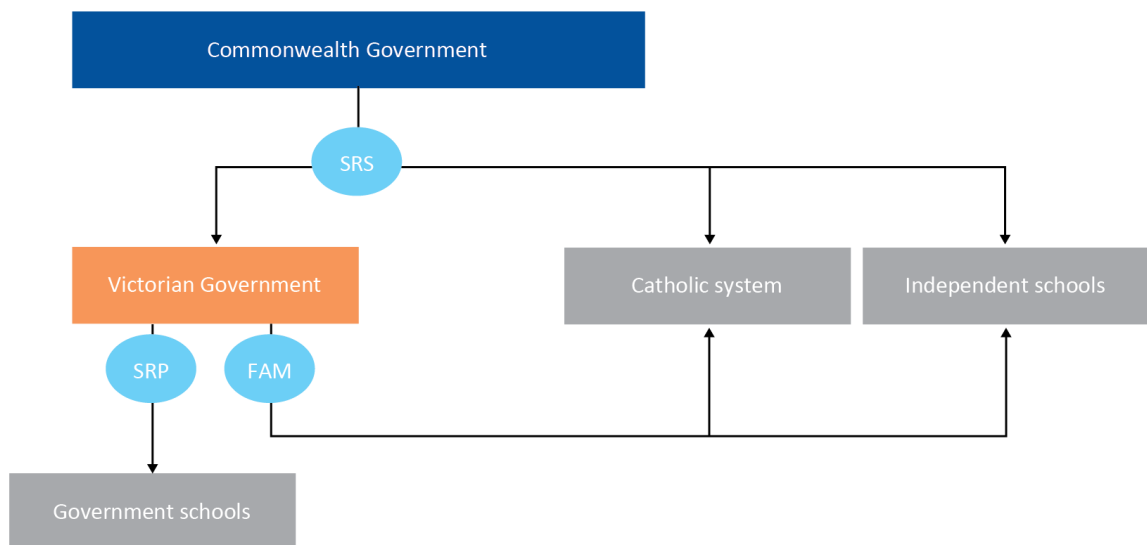 Commonwealth Government
SRS
Victorian Government
Catholic system
Independent schools
SRP
FAM
Government schools